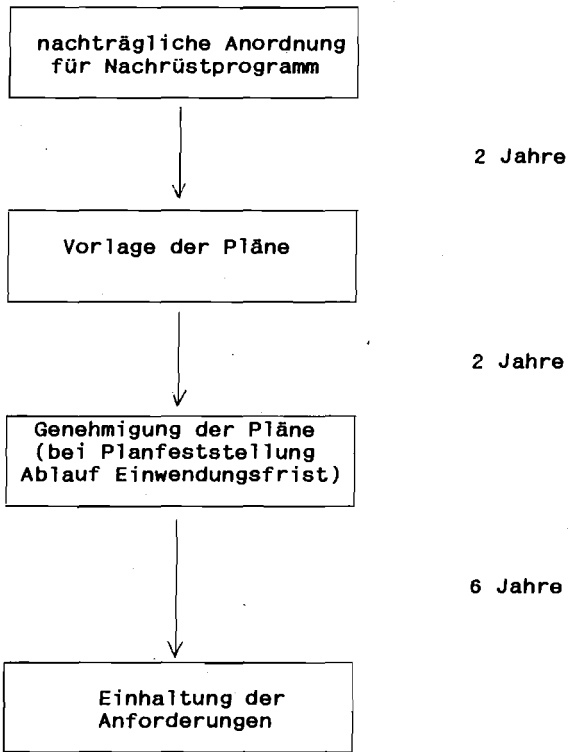 nachträgliche Anordnung
für Nachrüstprogramm
2 Jahre
Vorlage der Pläne
2 Jahre
Genehmigung der Pläne
(bei Planfeststellung
Ablauf Einwendungsfrist)
6 Jahre
Einhaltung der
Anforderungen